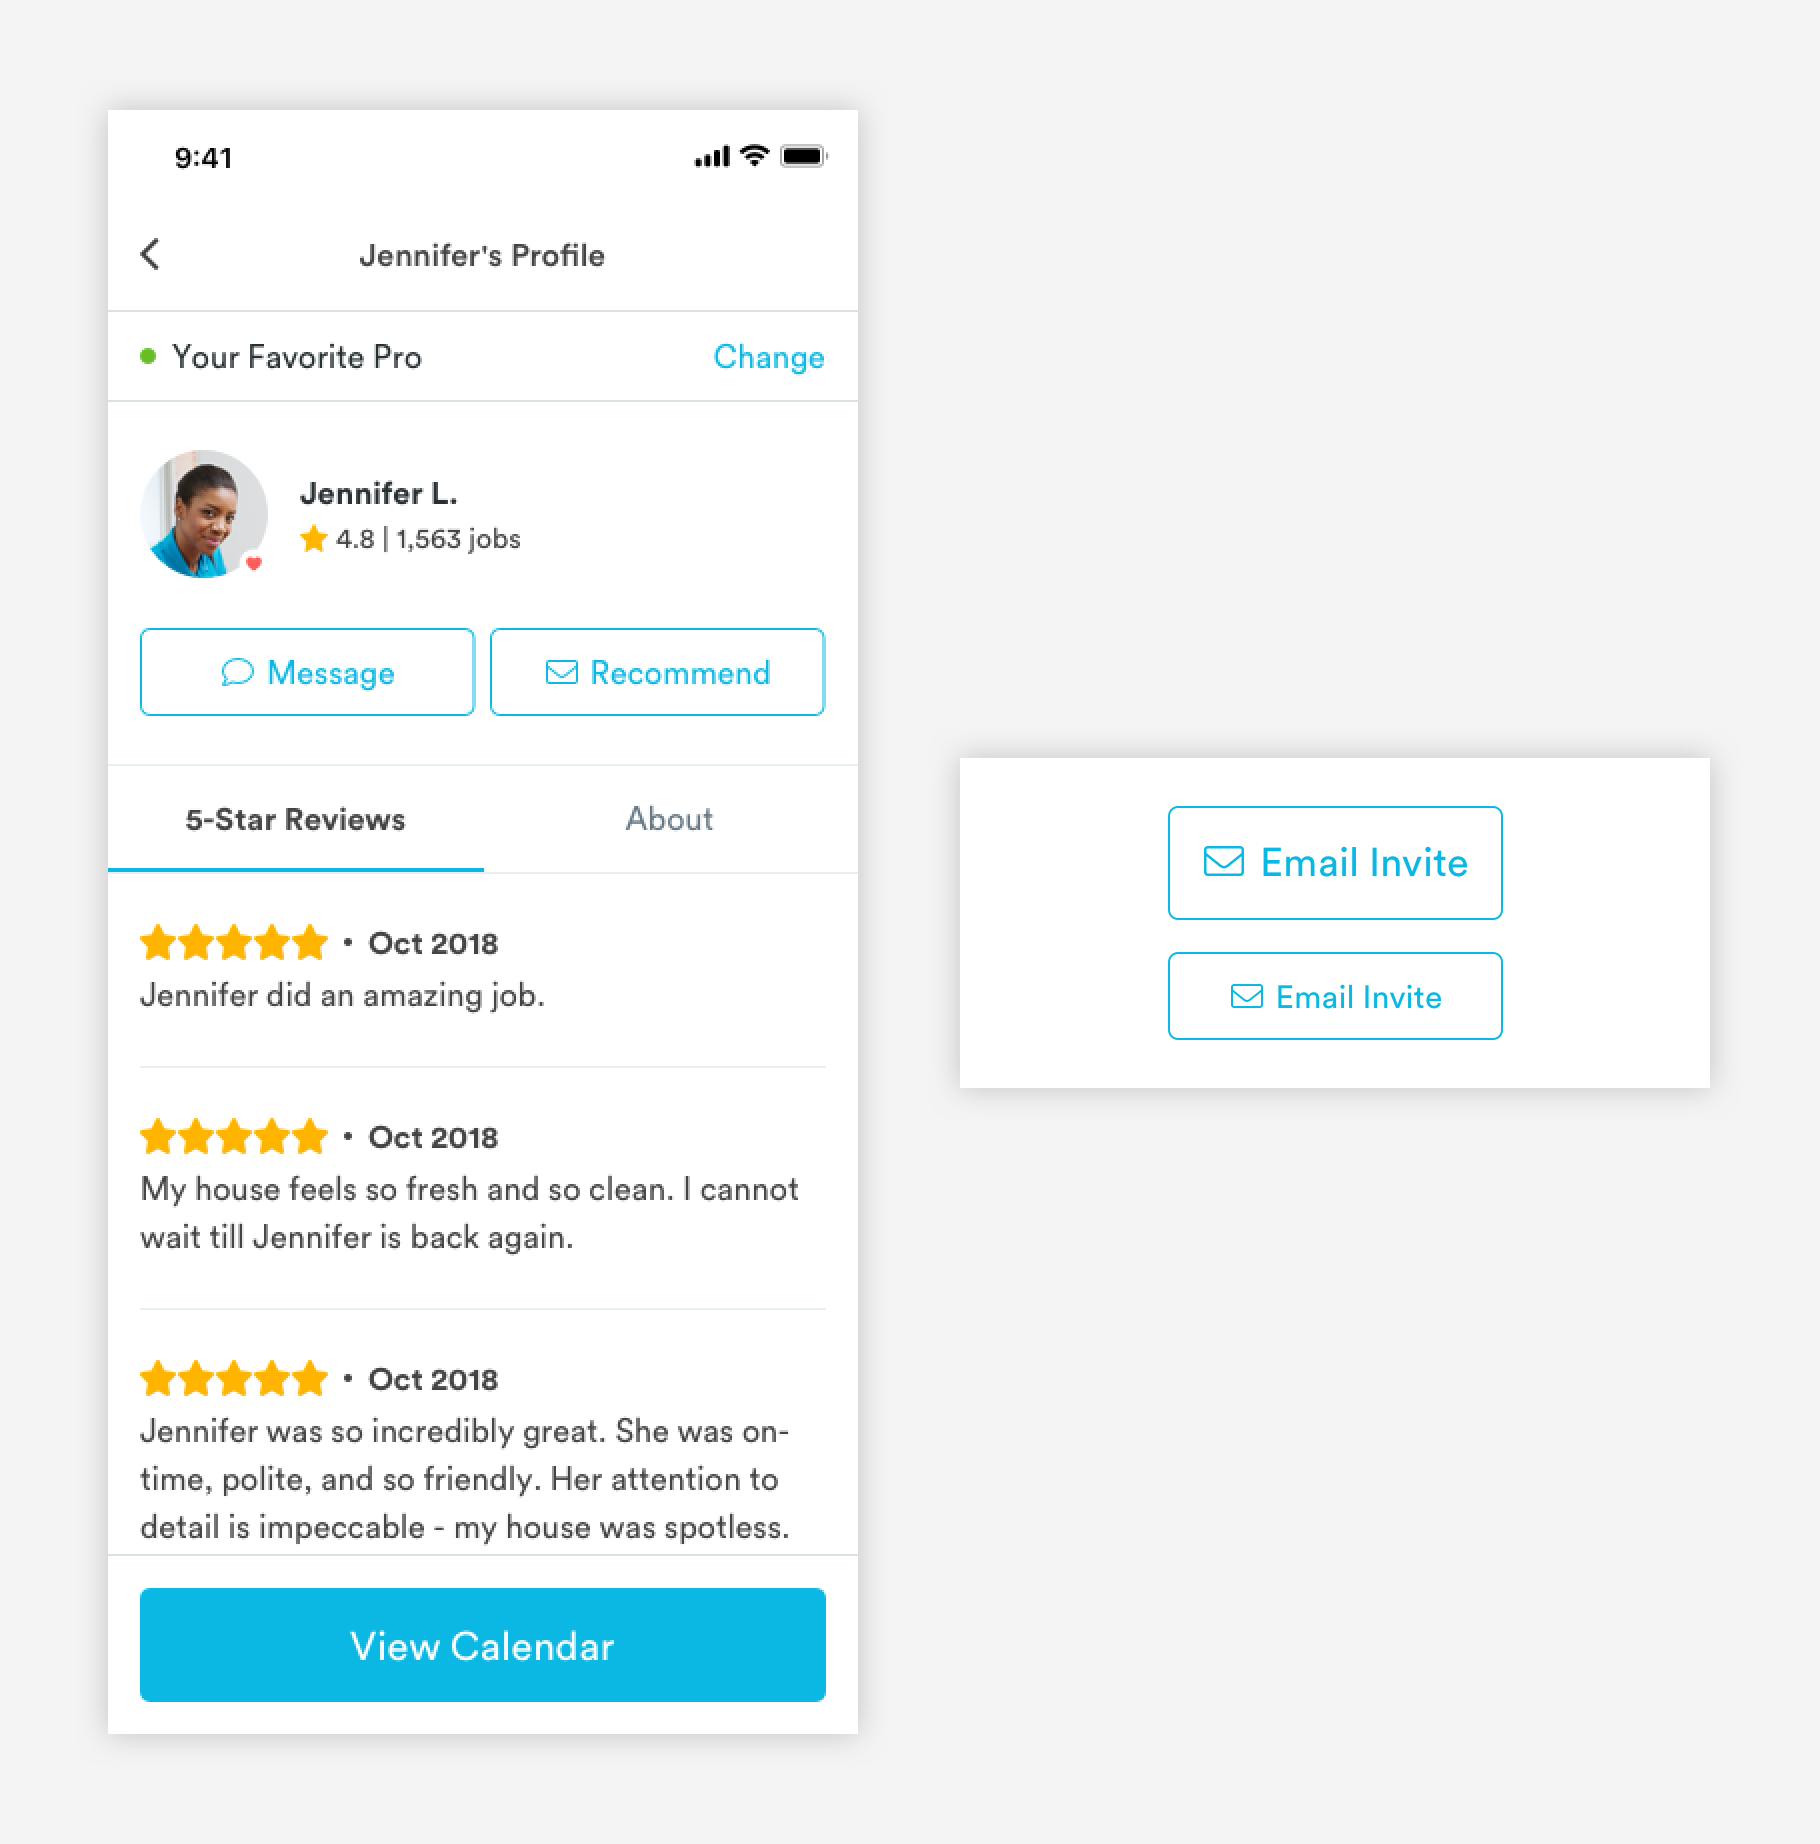 9:41
Jennifer's Profile
Your Favorite Pro
Change
Jennifer L.
4.8 | 1,563 jobs
Message
Recommend
5-Star Reviews
About
• Oct 2018
Jennifer did an amazing job.
• Oct 2018
My house feels so fresh and so clean. I cannot
wait till Jennifer is back again.
• Oct 2018
Jennifer was so incredibly great. She was on-
time, polite, and so friendly. Her attention to
detail is impeccable - my house was spotless.
View Calendar
Email Invite
Email Invite